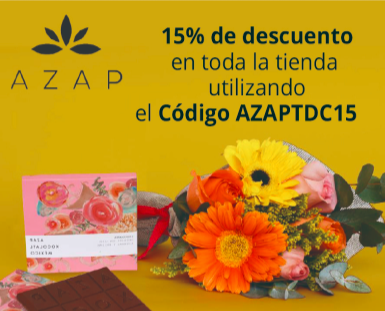 AZAP
15% de descuento
en toda la tienda
utilizando
el Código AZAPTDC15